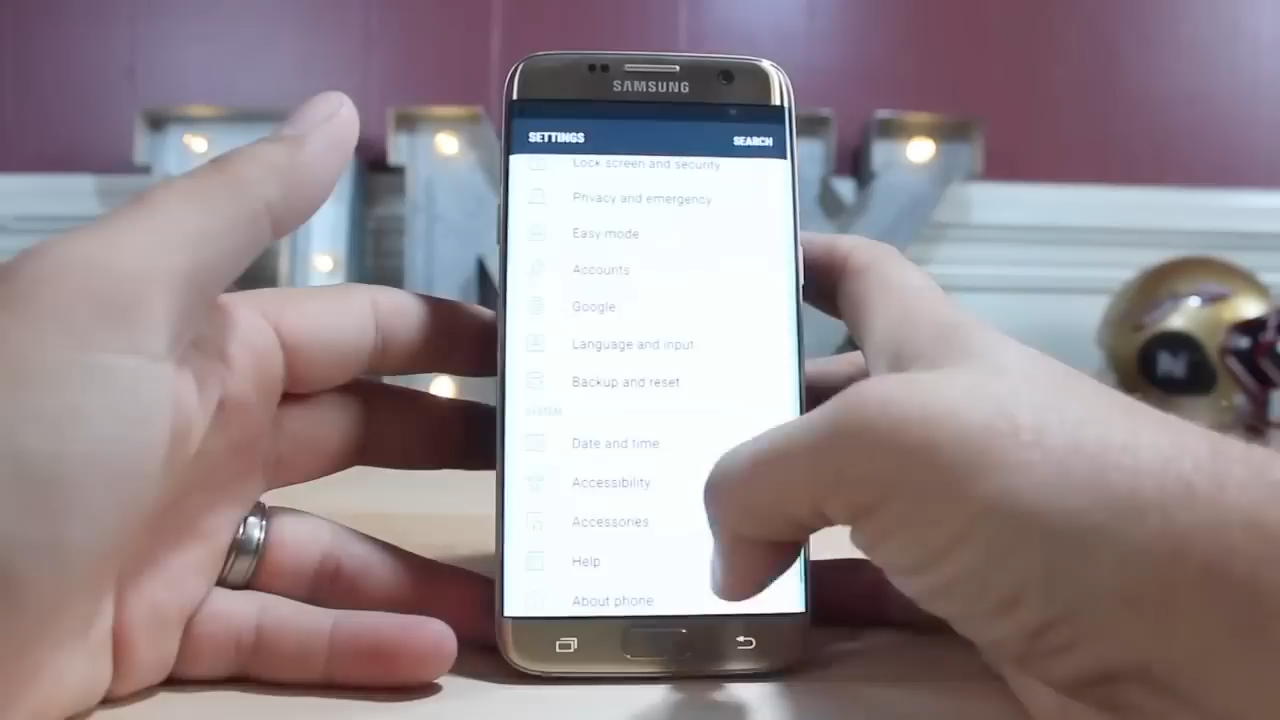 SAMSUNG
SETTINGS
SEARCH
Lock screen and security
Privacy and emergency
Easy mode
Accounts
Google
Language and input
Backup and reset
SYSTEM
Date and time
Accessibility
Accessories
Help
About phone
N